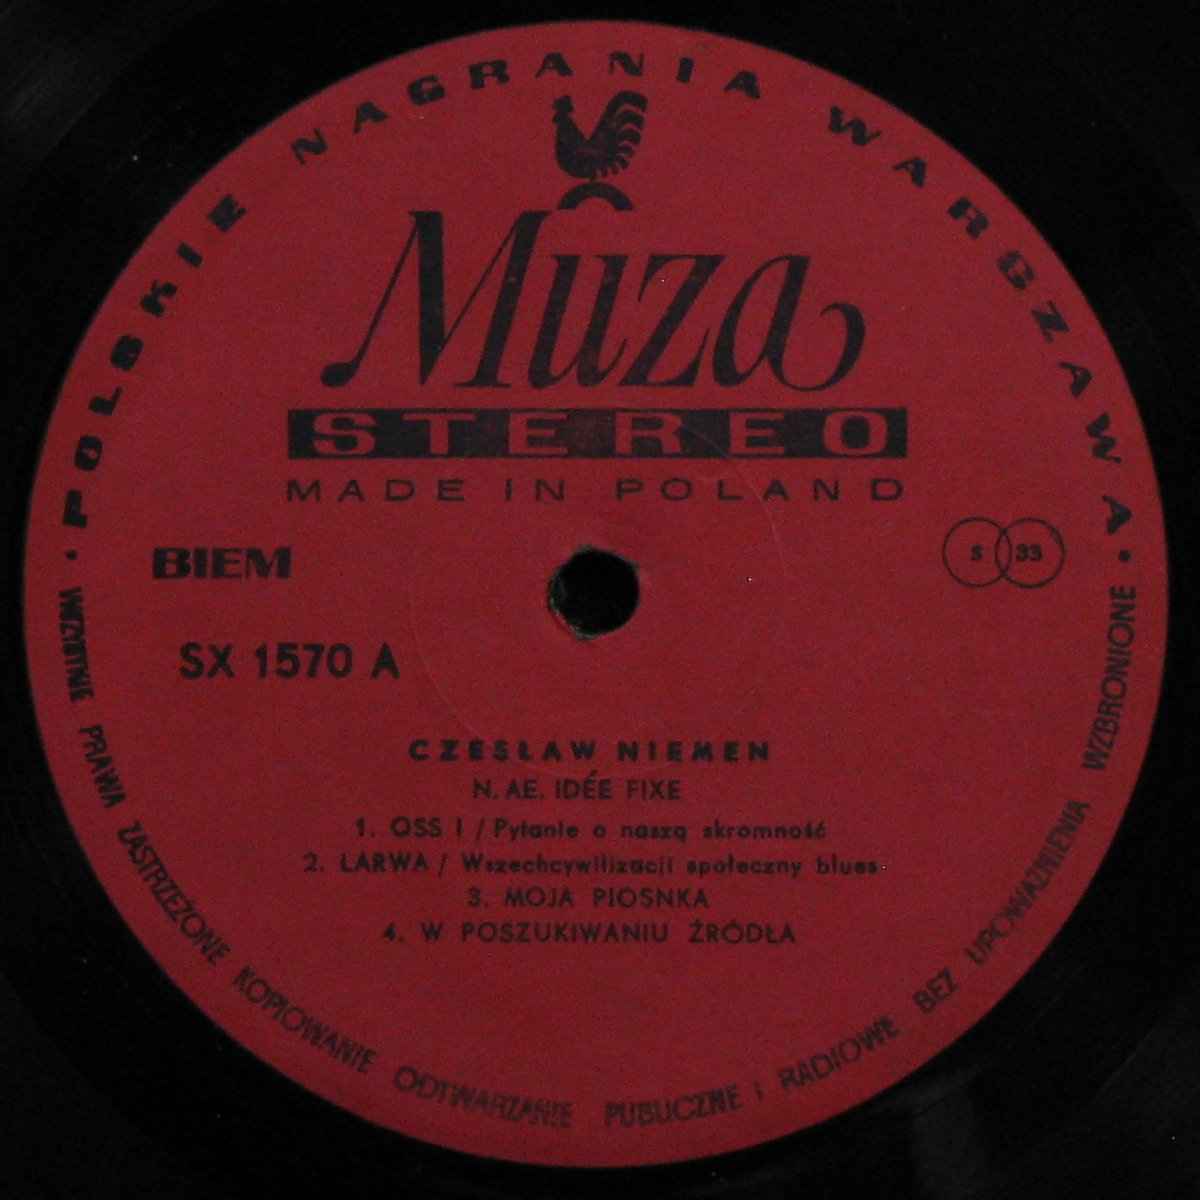 POLSKIE NAGRANIA WARSZAWA
Muza
STEREO
MADE IN POLAND
BIEM
S 33
SX 1570 A
CZESŁAW NIEMEN
N. AE. IDÉE FIXE
1. OSS I / Pytanie o naszą skromność
2. LARWA / Wszechcywilizacji społeczny blues
3. MOJA PIOSNKA
4. W POSZUKIWANIU ŹRÓDŁA
WSZYSTKIE PRAWA ZASTRZEŻONE KOPIOWANIE ODTWARZANIE PUBLICZNE i RADIOWE BEZ UPOWAŻNIENIA WZBRONIONE